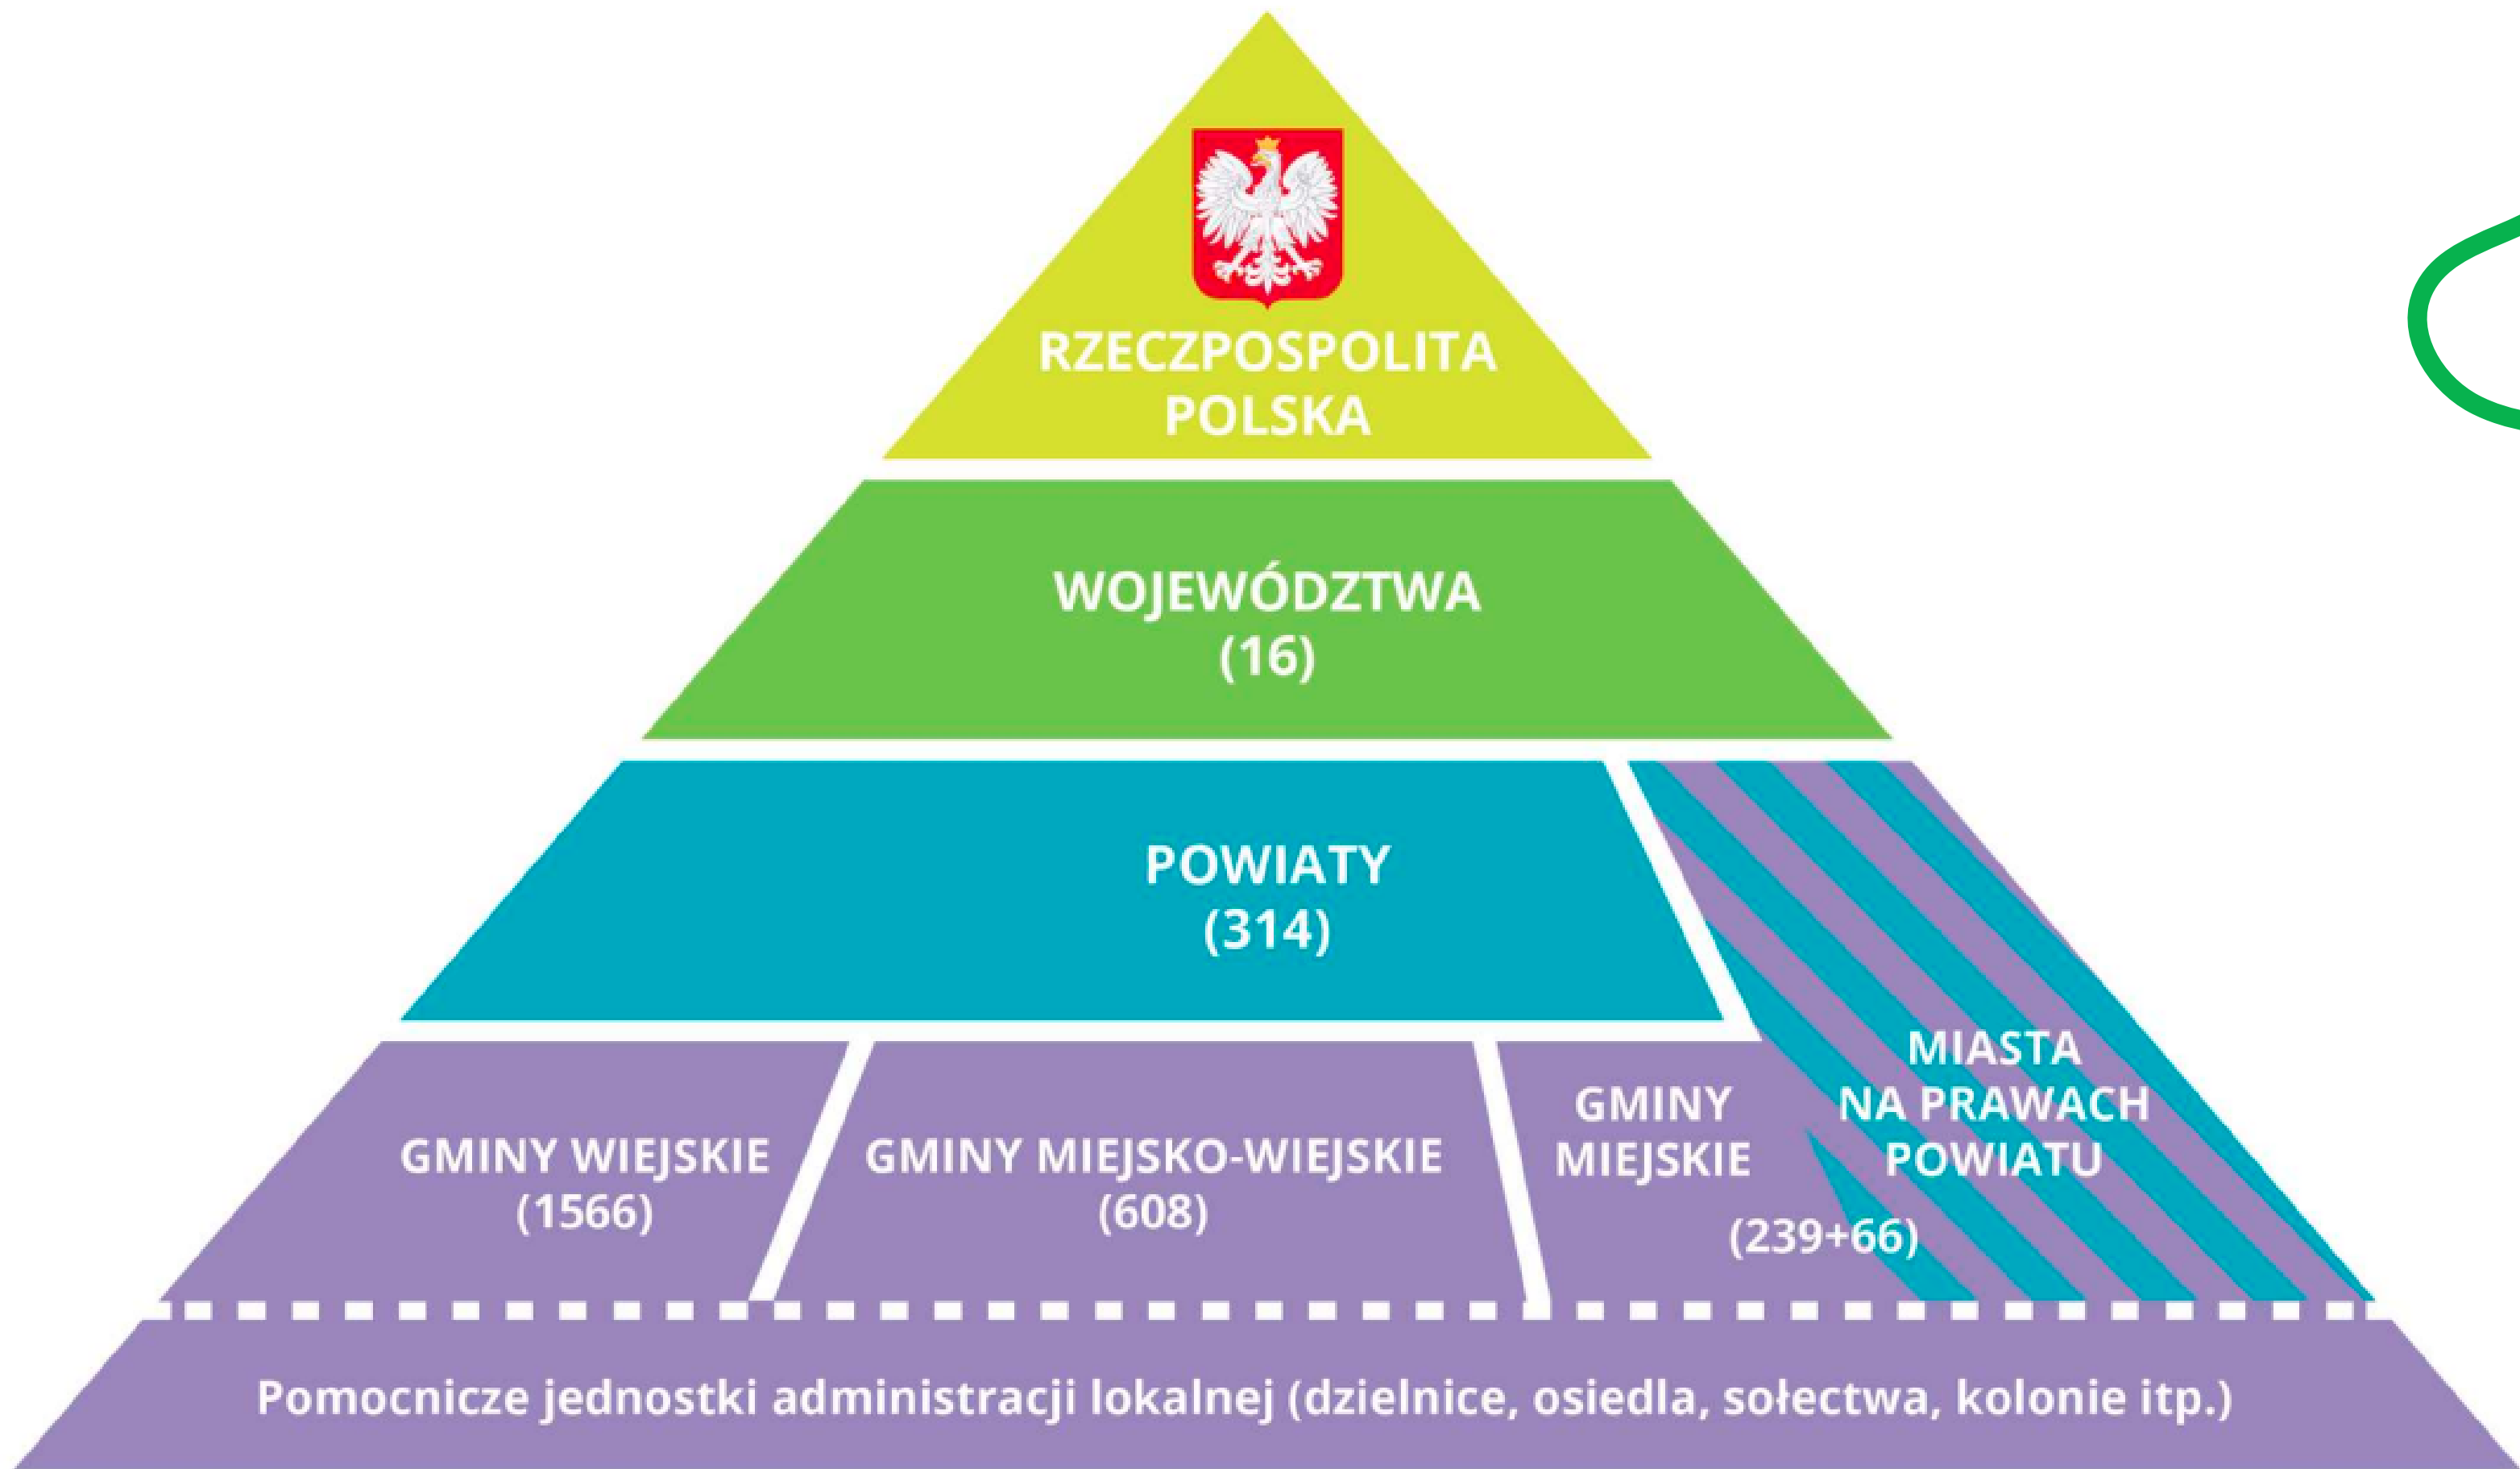 RZECZPOSPOLITA
POLSKA
WOJEWÓDZTWA
(16)
POWIATY
(314)
GMINY WIEJSKIE
(1566)
GMINY MIEJSKO-WIEJSKIE
(608)
GMINY
MIEJSKIE
MIASTA
NA PRAWACH
POWIATU
(239+66)
Pomocnicze jednostki administracji lokalnej (dzielnice, osiedla, sołectwa, kolonie itp.)